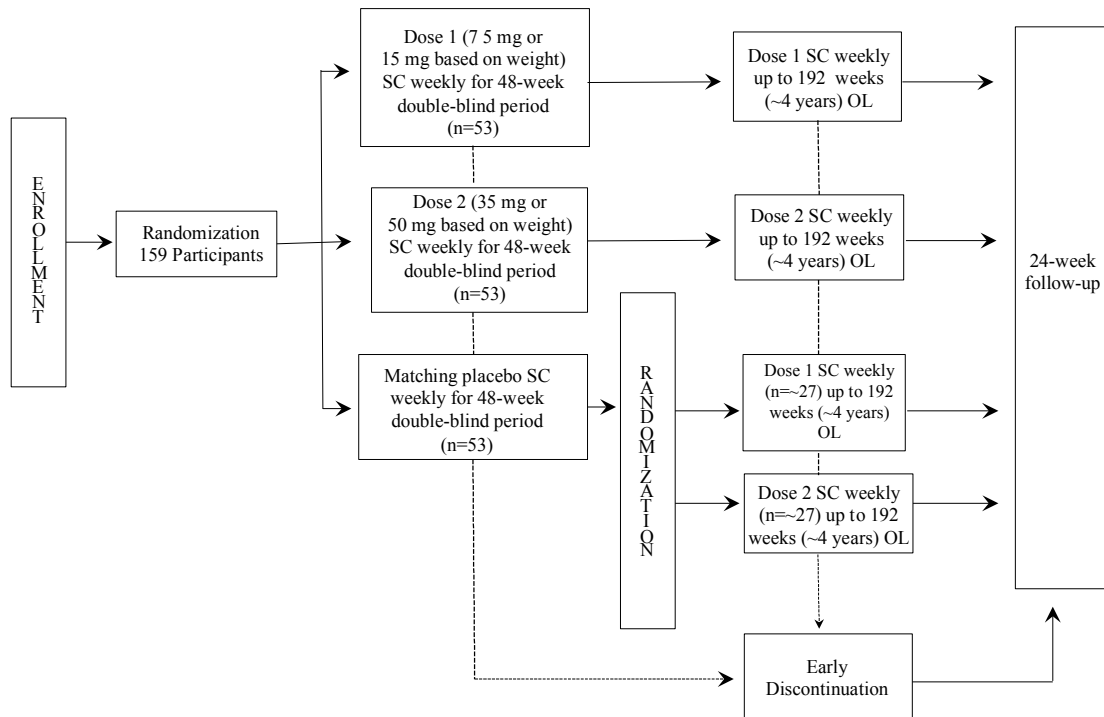 ENROLLMENT
Randomization
159 Participants
Dose 1 (7 5 mg or
15 mg based on weight)
SC weekly for 48-week
double-blind period
(n=53)
Dose 2 (35 mg or
50 mg based on weight)
SC weekly for 48-week
double-blind period
(n=53)
Matching placebo SC
weekly for 48-week
double-blind period
(n=53)
RANDOMIZATION
Dose 1 SC weekly
up to 192 weeks
(~4 years) OL
Dose 2 SC weekly
up to 192 weeks
(~4 years) OL
Dose 1 SC weekly
(n=~27) up to 192
weeks (~4 years)
OL
Dose 2 SC weekly
(n=~27) up to 192
weeks (~4 years) OL
Early
Discontinuation
24-week
follow-up